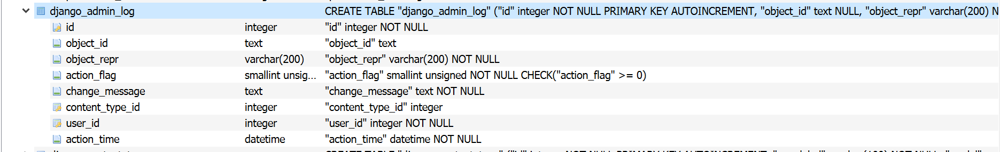 django_admin_log CREATE TABLE "django_admin_log" ("id" integer NOT NULL PRIMARY KEY AUTOINCREMENT, "object_id" text NULL, "object_repr" varchar(200) N
id integer "id" integer NOT NULL
object_id text "object_id" text
object_repr varchar(200) "object_repr" varchar(200) NOT NULL
action_flag smallint unsig... "action_flag" smallint unsigned NOT NULL CHECK("action_flag" >= 0)
change_message text "change_message" text NOT NULL
content_type_id integer "content_type_id" integer
user_id integer "user_id" integer NOT NULL
action_time datetime "action_time" datetime NOT NULL